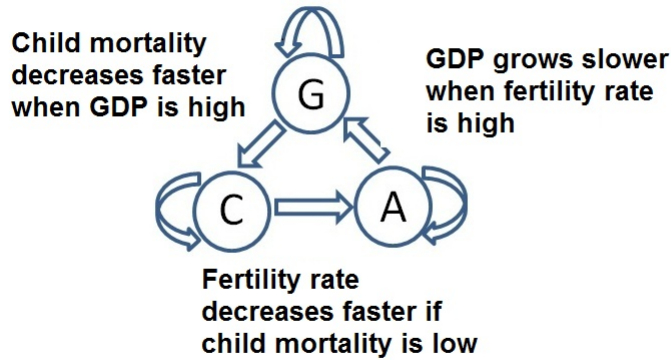 Child mortality
decreases faster
when GDP is high
GDP grows slower
when fertility rate
is high
G
C
A
Fertility rate
decreases faster if
child mortality is low